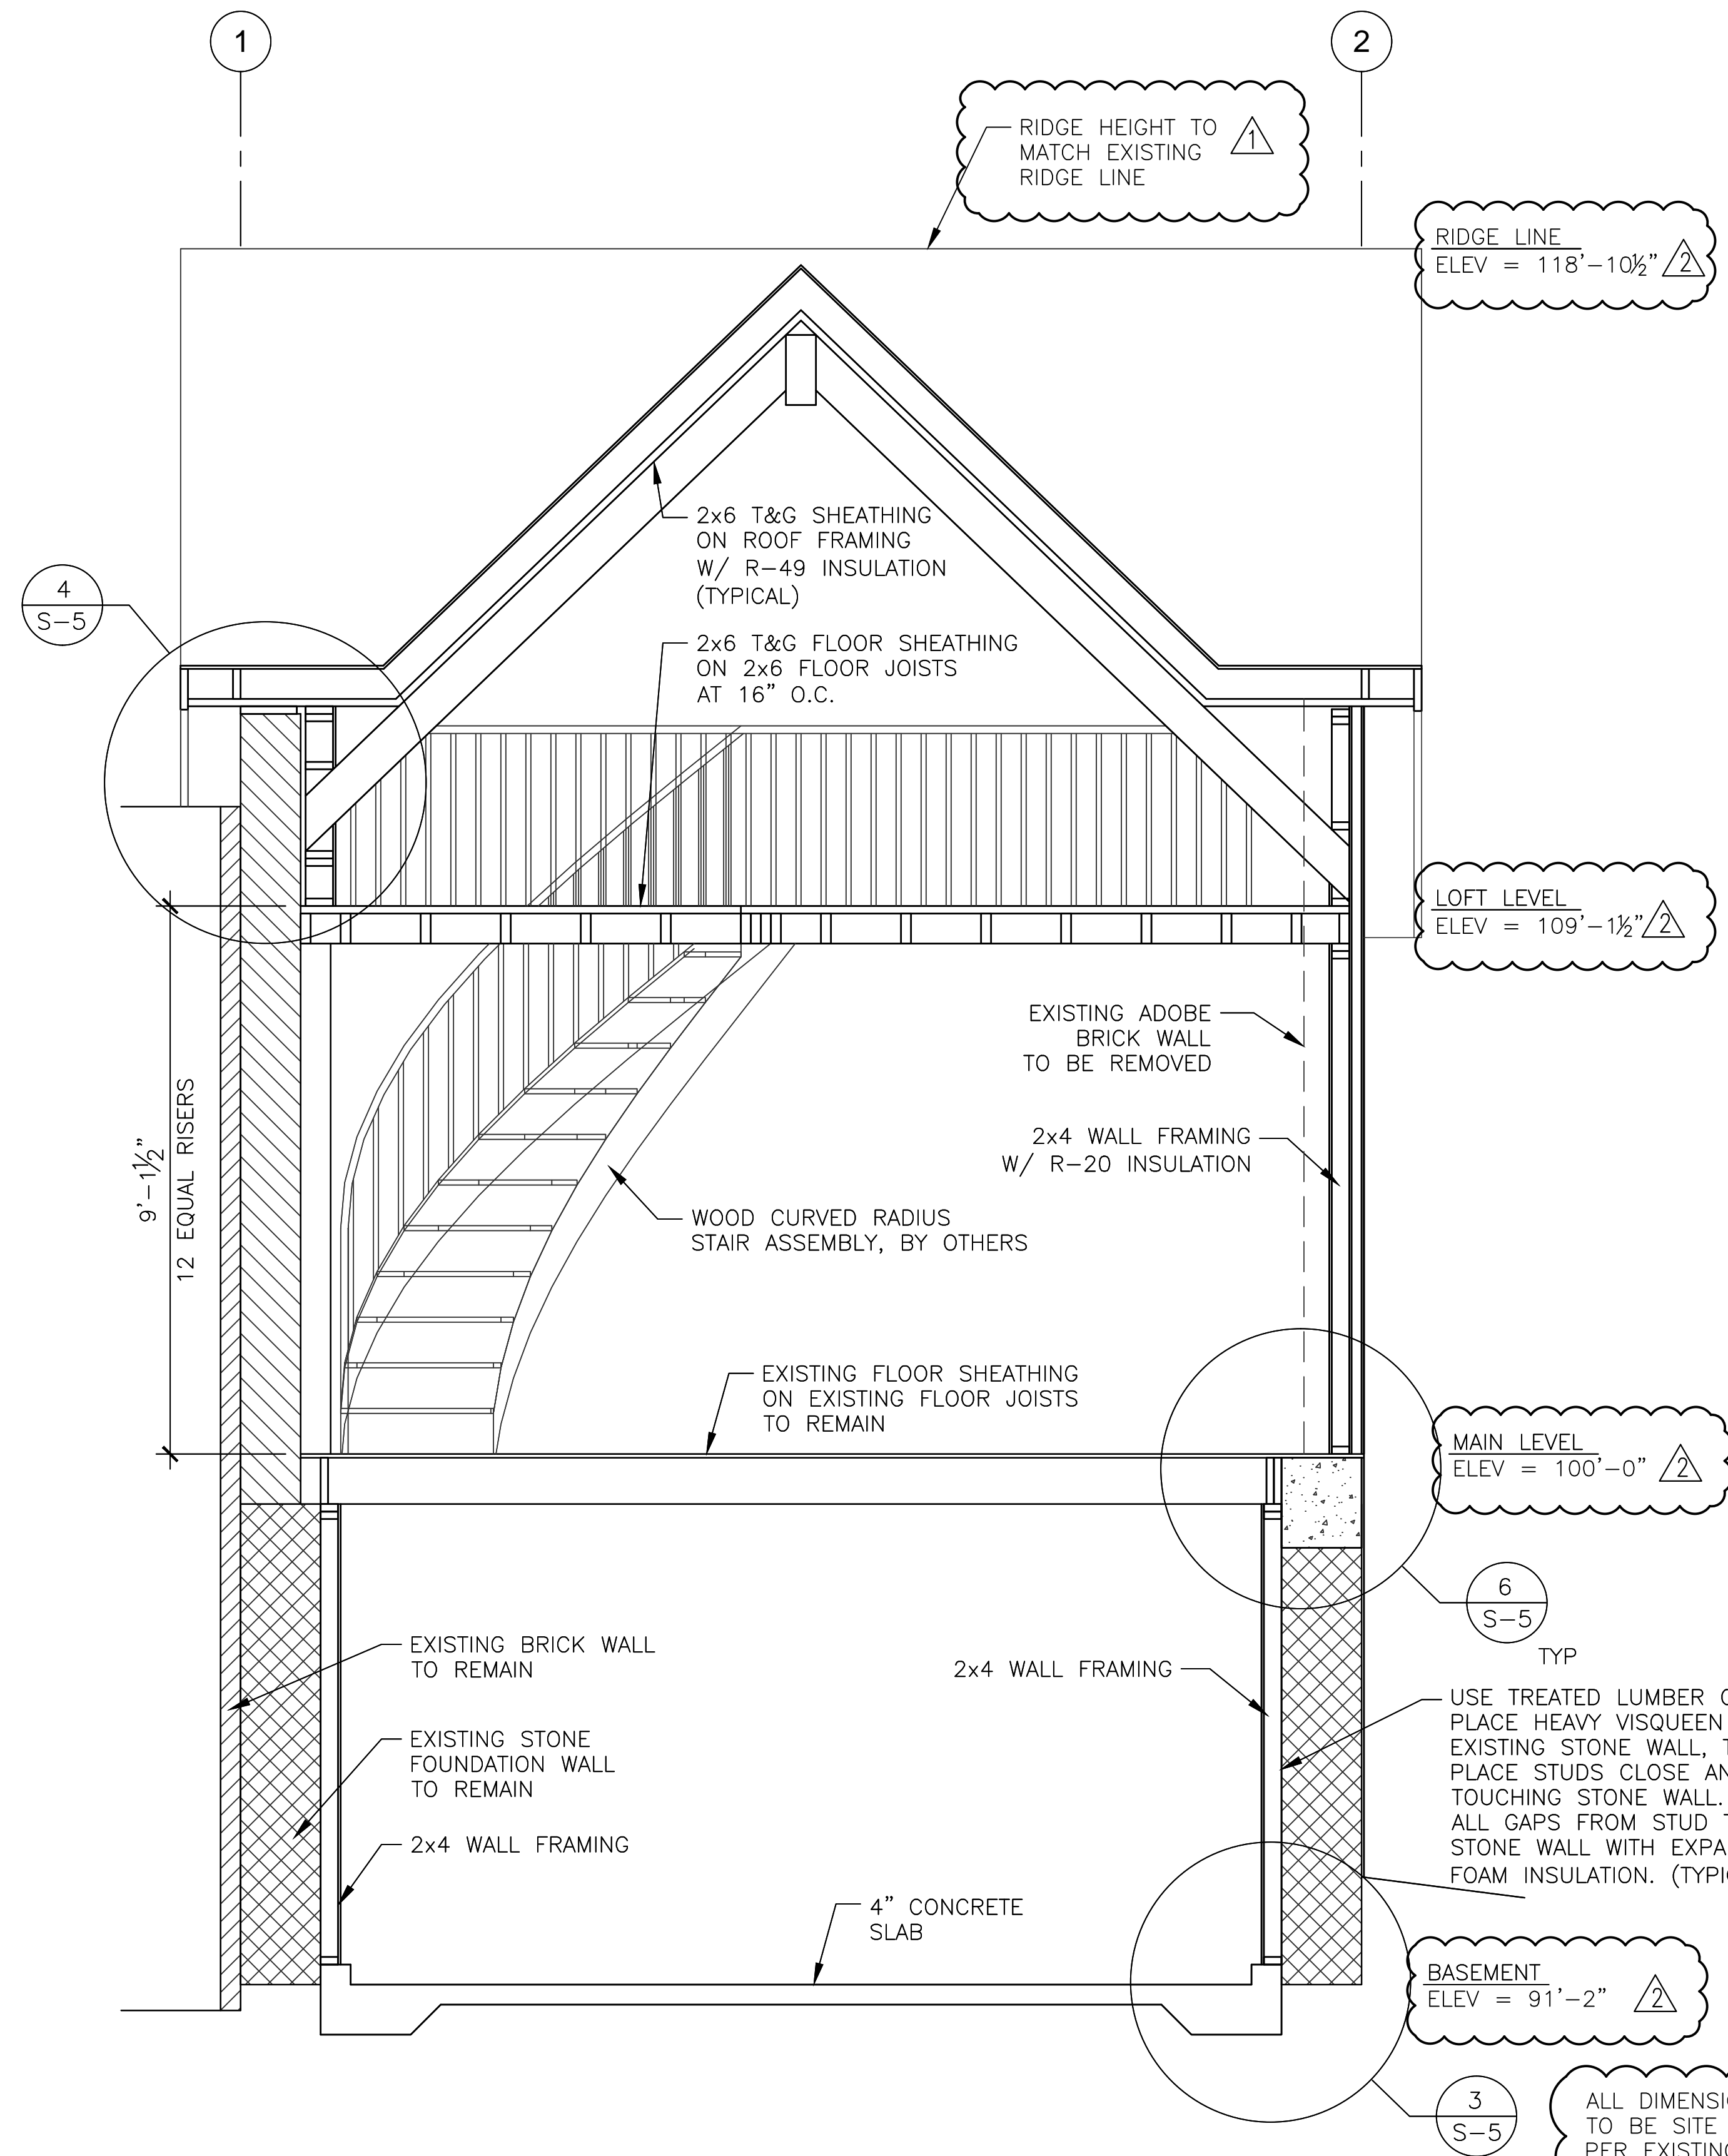 1
2
RIDGE HEIGHT TO
MATCH EXISTING
RIDGE LINE
1
RIDGE LINE
ELEV = 118'-10½"
2
2x6 T&G SHEATHING
ON ROOF FRAMING
W/ R-49 INSULATION
(TYPICAL)
4
S-5
2x6 T&G FLOOR SHEATHING
ON 2x6 FLOOR JOISTS
AT 16" O.C.
LOFT LEVEL
ELEV = 109'-1½"
2
EXISTING ADOBE
BRICK WALL
TO BE REMOVED
2x4 WALL FRAMING
W/ R-20 INSULATION
9'-1½"
12 EQUAL RISERS
WOOD CURVED RADIUS
STAIR ASSEMBLY, BY OTHERS
EXISTING FLOOR SHEATHING
ON EXISTING FLOOR JOISTS
TO REMAIN
MAIN LEVEL
ELEV = 100'-0"
2
6
S-5
TYP
EXISTING BRICK WALL
TO REMAIN
2x4 WALL FRAMING
EXISTING STONE
FOUNDATION WALL
TO REMAIN
2x4 WALL FRAMING
USE TREATED LUMBER
PLACE HEAVY VISQUEEN
EXISTING STONE WALL,
PLACE STUDS CLOSE
TOUCHING STONE WALL.
ALL GAPS FROM STUD
STONE WALL WITH
FOAM INSULATION.
4" CONCRETE
SLAB
BASEMENT
ELEV = 91'-2"
2
3
S-5
ALL
TO BE SITE
PER EXISTING